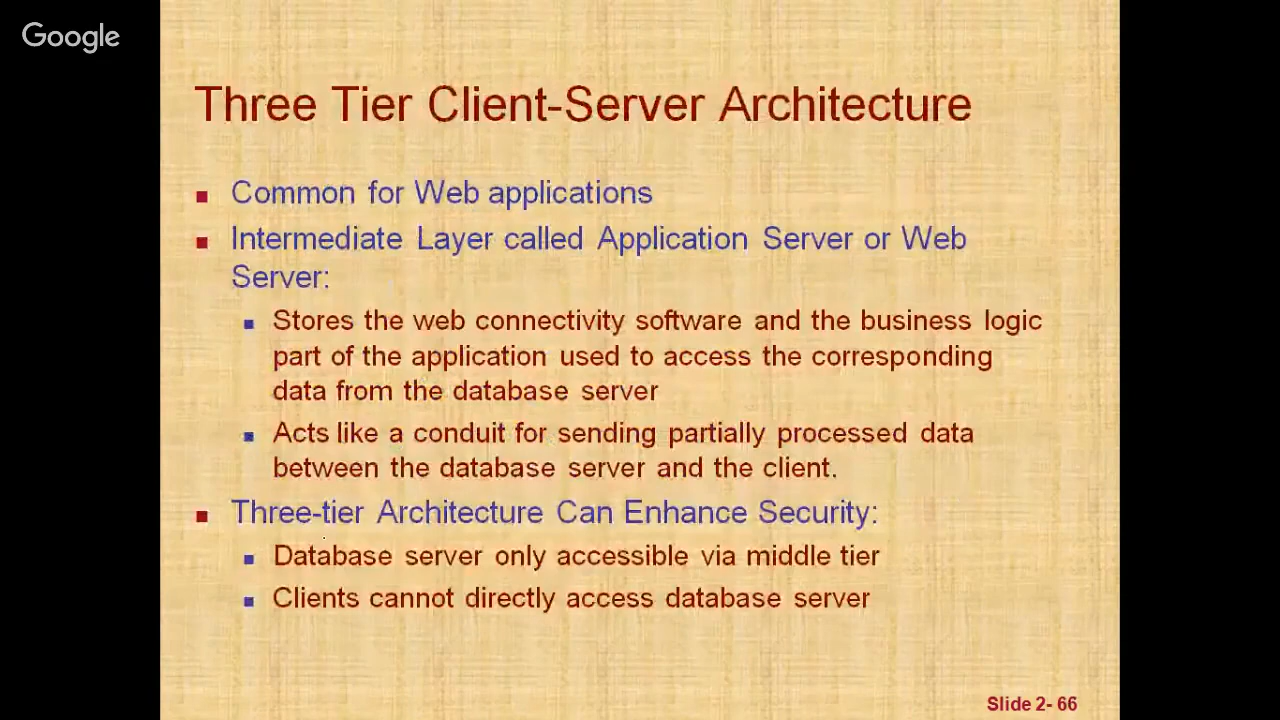 Google
Three Tier Client-Server Architecture
Common for Web applications
Intermediate Layer called Application Server or Web
Server:
Stores the web connectivity software and the business logic
part of the application used to access the corresponding
data from the database server
Acts like a conduit for sending partially processed data
between the database server and the client.
Three-tier Architecture Can Enhance Security:
Database server only accessible via middle tier
Clients cannot directly access database server
Slide 2- 66